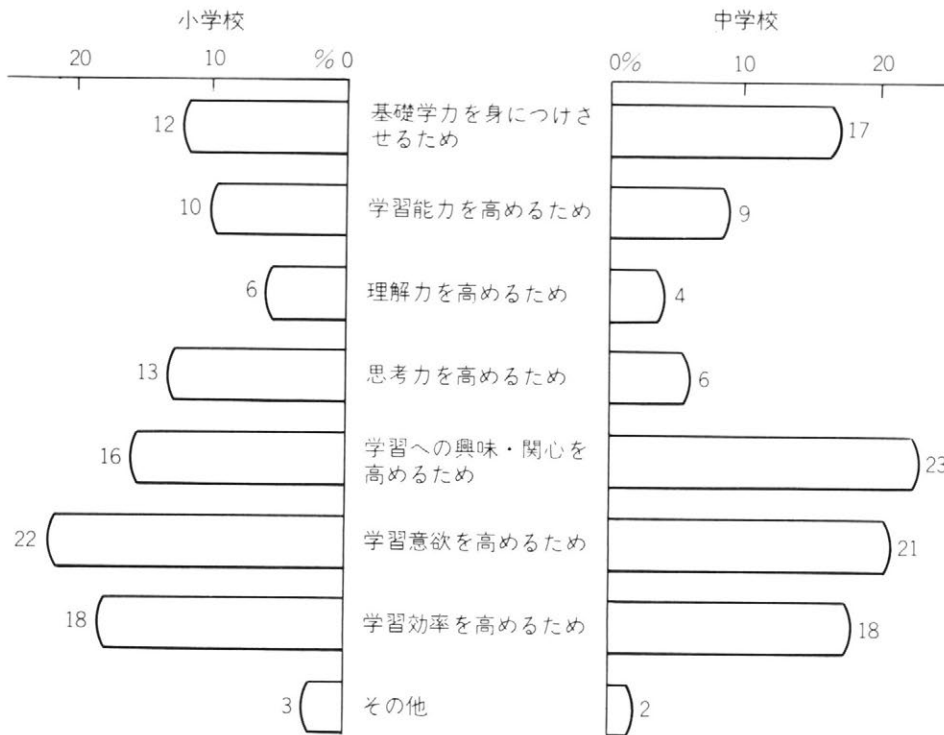 小学校
中学校
20 10 % 0
0% 10 20
12 基礎学力を身につけさ
せるため 17
10 学習能力を高めるため 9
6 理解力を高めるため 4
13 思考力を高めるため 6
16 学習への興味・関心を
高めるため 23
22 学習意欲を高めるため 21
18 学習効率を高めるため 18
3 その他 2